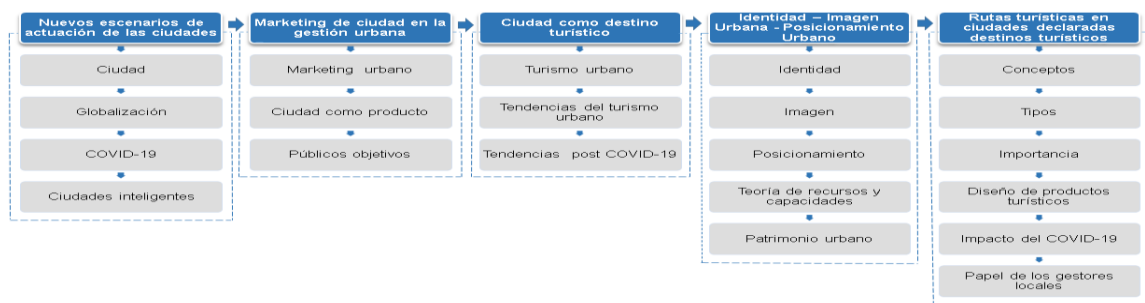 Nuevos escenarios de
actuación de las ciudades
Ciudad
Globalización
COVID-19
Ciudades inteligentes
Marketing de ciudad en la
gestión urbana
Marketing urbano
Ciudad como producto
Públicos objetivos
Ciudad como destino
turístico
Turismo urbano
Tendencias del turismo
urbano
Tendencias post COVID-19
Identidad – Imagen
Urbana - Posicionamiento
Urbano
Identidad
Imagen
Posicionamiento
Teoría de recursos y
capacidades
Patrimonio urbano
Rutas turísticas en
ciudades declaradas
destinos turísticos
Conceptos
Tipos
Importancia
Diseño de productos
turísticos
Impacto del COVID-19
Papel de los gestores
locales